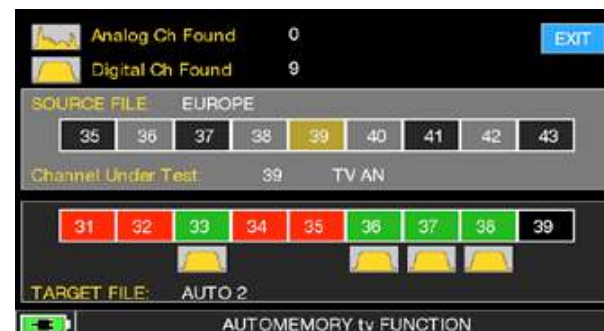 Analog Ch Found 0
EXIT
Digital Ch Found 9
SOURCE FILE EUROPE
35 36 37 38 39 40 41 42 43
Channel Under Test 39 TV AN
31 32 33 34 35 36 37 38 39
TARGET FILE: AUTO 2
AUTOMEMORY tv FUNCTION